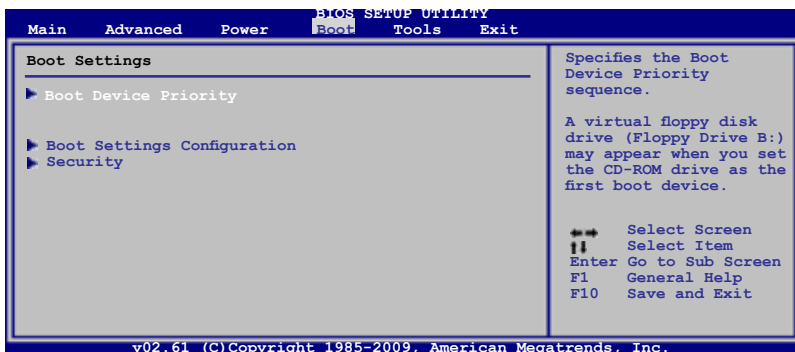 BIOS SETUP UTILITY
Main Advanced Power Boot Tools Exit
Boot Settings
Boot Device Priority
Boot Settings Configuration
Security
Specifies the Boot
Device Priority
sequence.
A virtual floppy disk
drive (Floppy Drive B:)
may appear when you set
the CD-ROM drive as the
first boot device.
Select Screen
Select Item
Enter Go to Sub Screen
F1 General Help
F10 Save and Exit
v02.61 (C)Copyright 1985-2009, American Megatrends, Inc.